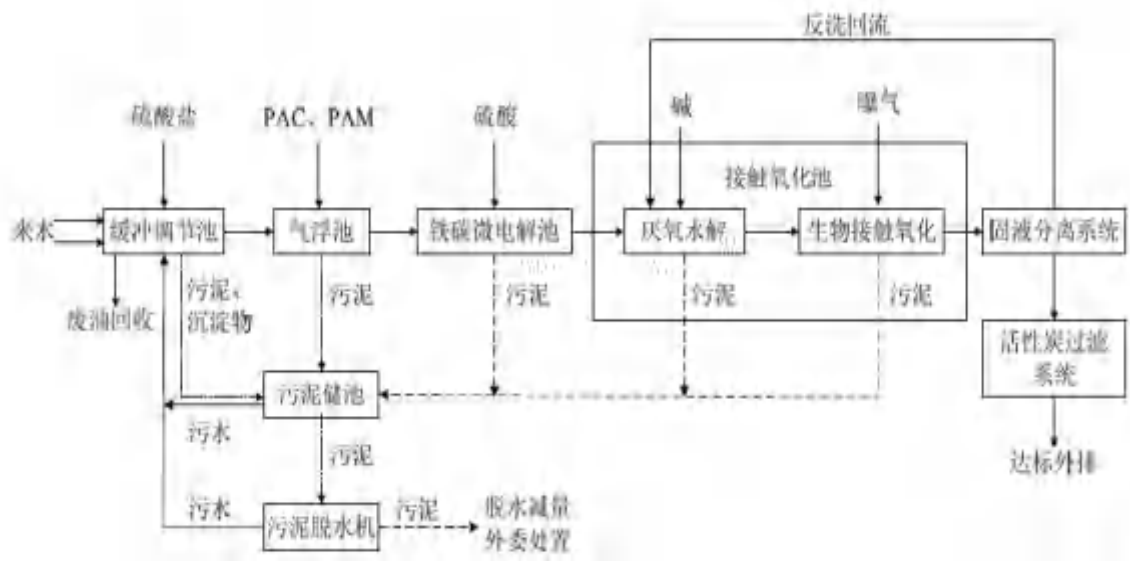 反洗回流
硫酸盐
PAC、PAM
硫酸
碱
曝气
接触氧化池
来水
缓冲调节池
气浮池
铁碳微电解池
厌氧水解
生物接触氧化
固液分离系统
废油回收
污泥、
沉淀物
污泥
污泥
污泥
污泥
活性炭过滤
系统
污泥储池
污水
污泥
达标外排
污水
污泥脱水机
污泥
脱水减量
外委处置